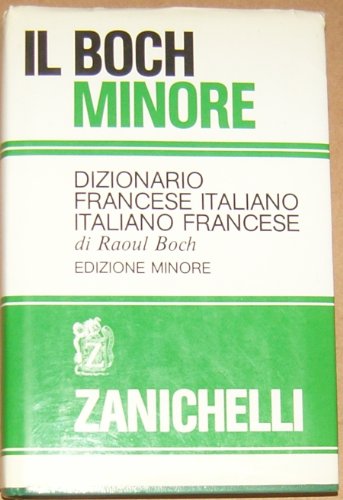 IL BOCH
MINORE
DIZIONARIO
FRANCESE ITALIANO
ITALIANO FRANCESE
di Raoul Boch
EDIZIONE MINORE
Z
ZANICHELLI